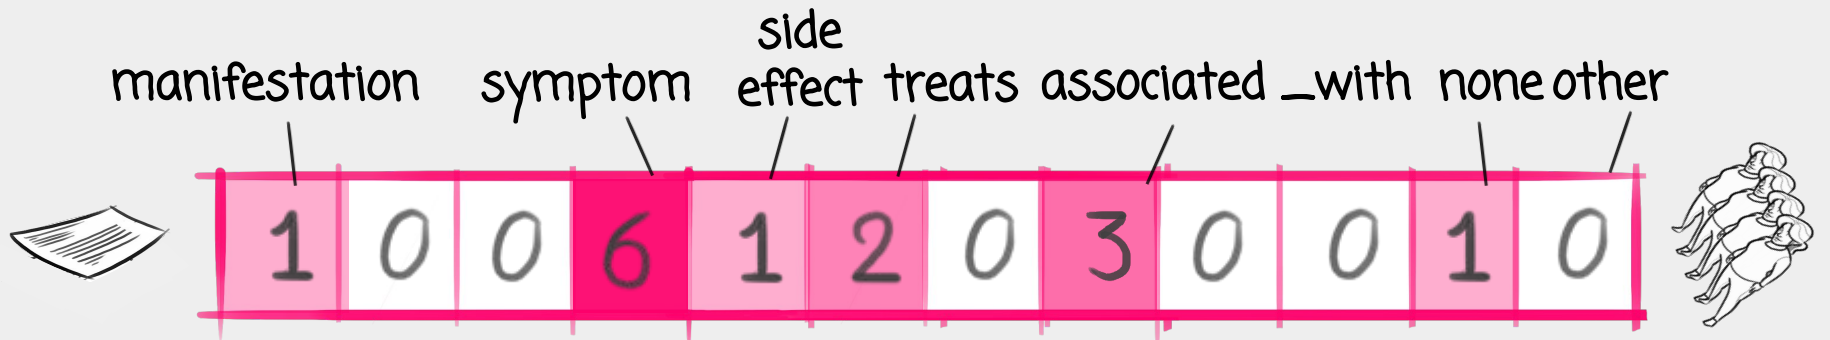 side
manifestation symptom effect treats associated _with none other
1 0 0 6 1 2 0 3 0 0 1 0